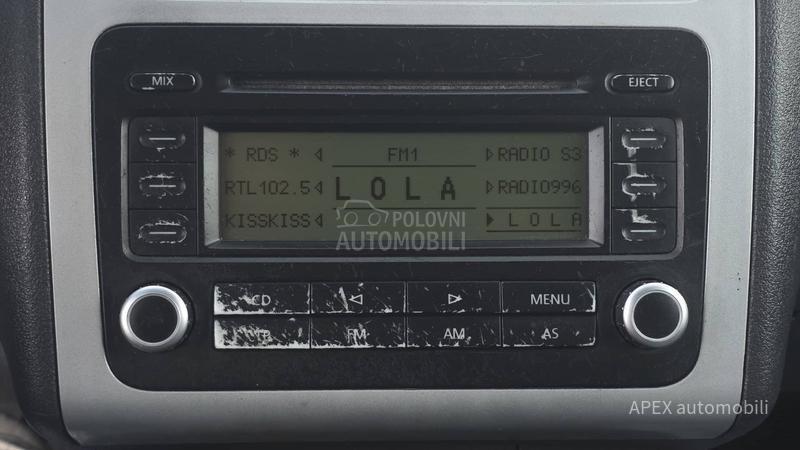 MIX
EJECT
* RDS * FM1 RADIO S3
RTL102.5 LOLA RADIO996
KISSKISS LOLA
POLOVNI
AUTOMOBILI
CD MENU
FM AM AS
APEX automobili